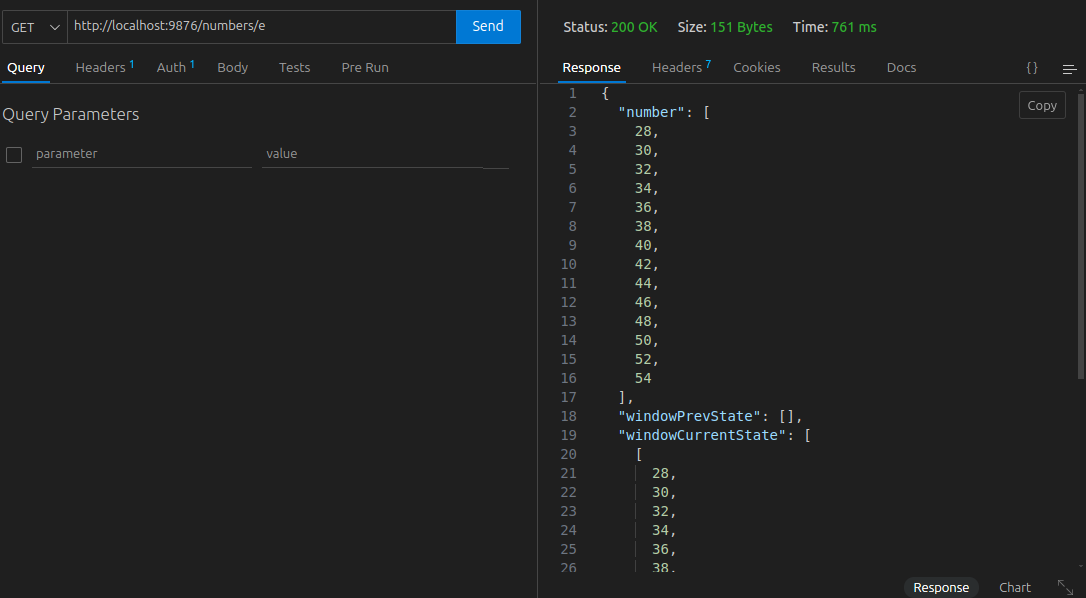 GET http://localhost:9876/numbers/e Send
Query Headers 1 Auth 1 Body Tests Pre Run
Query Parameters
parameter value
Status: 200 OK Size: 151 Bytes Time: 761 ms
Response Headers 7 Cookies Results Docs {}
Copy
1 {
2 "number": [
3 28,
4 30,
5 32,
6 34,
7 36,
8 38,
9 40,
10 42,
11 44,
12 46,
13 48,
14 50,
15 52,
16 54
17 ],
18 "windowPrevState": [],
19 "windowCurrentState": [
20 [
21 28,
22 30,
23 32,
24 34,
25 36,
26 38,
Response Chart